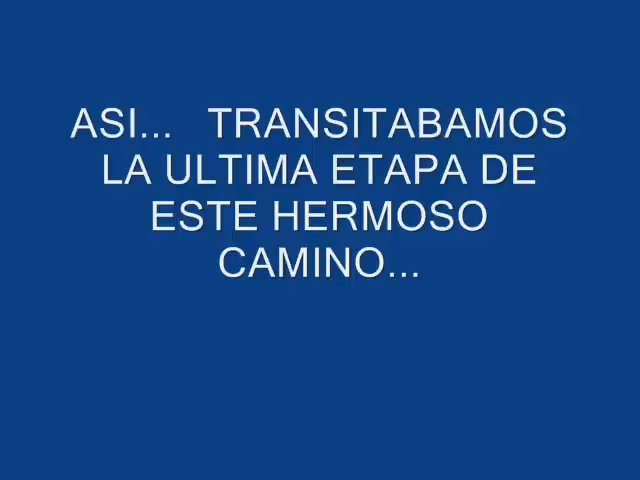 ASI... TRANSITABAMOS
LA ULTIMA ETAPA DE
ESTE HERMOSO
CAMINO...